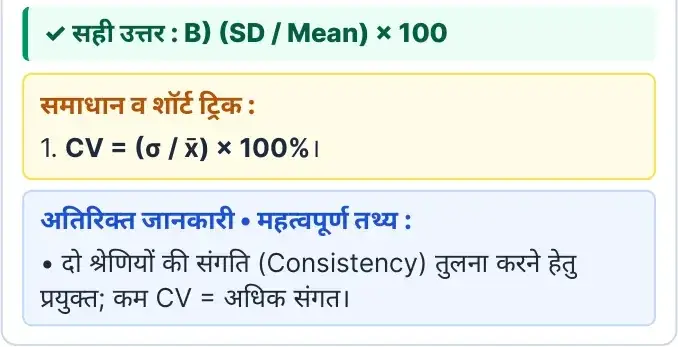 ✓ सही उत्तर : B) (SD / Mean) × 100
समाधान व शॉर्ट ट्रिक :
1. CV = (σ / x̄) × 100%।
अतिरिक्त जानकारी • महत्वपूर्ण तथ्य :
• दो श्रेणियों की संगति (Consistency) तुलना करने हेतु
प्रयुक्त; कम CV = अधिक संगत।